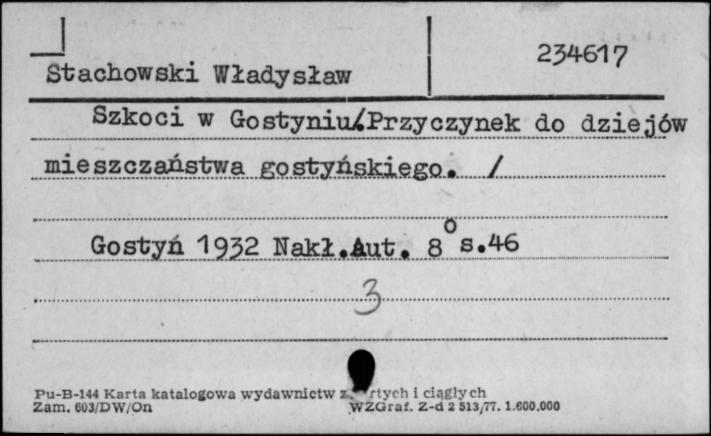 234617
Stachowski Władysław
Szkoci w Gostyniu/.Przyczynek do dziejów
mieszczaństwa gostyńskiego. /
Gostyń 1932 Nakł.Aut. 8° s.46
3
Pu-B-144 Karta katalogowa wydawnictw i ciągłych
Zam. 603/DW/On WZGraf. Z-d 2 513/77. 1.600.000